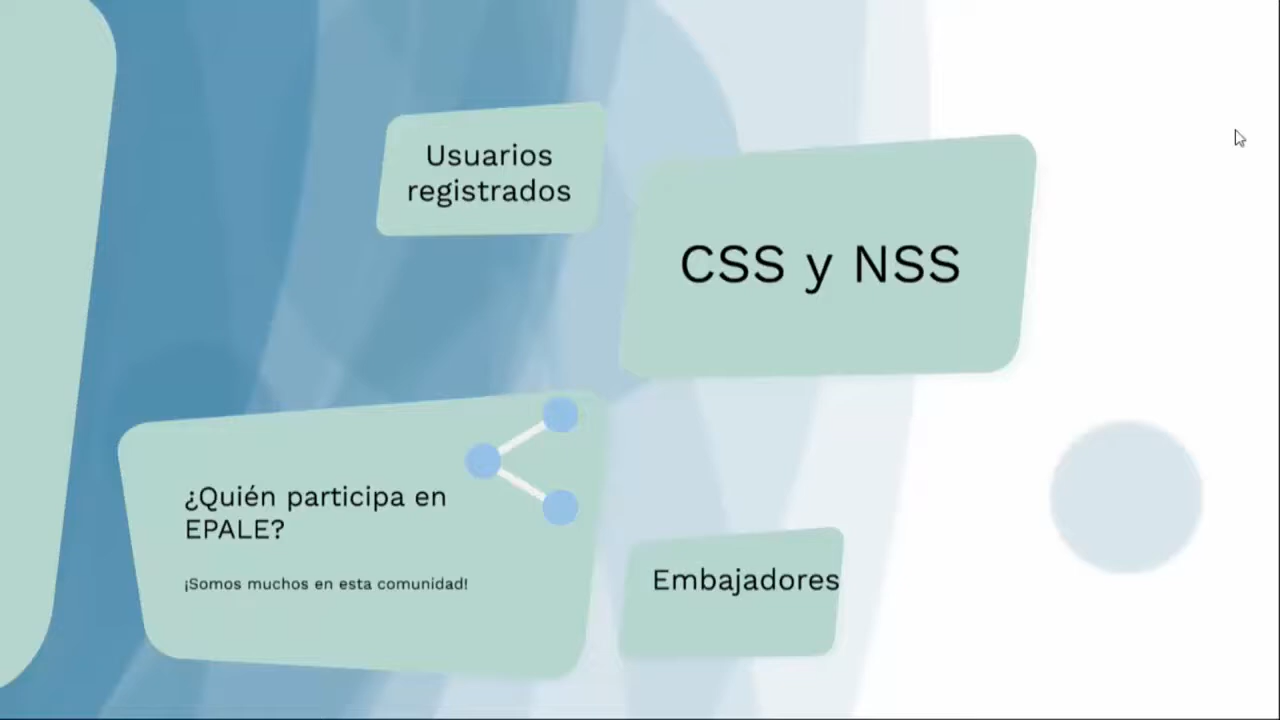 Usuarios
registrados
CSS y NSS
¿Quién participa en
EPALE?
¡Somos muchos en esta comunidad!
Embajadores